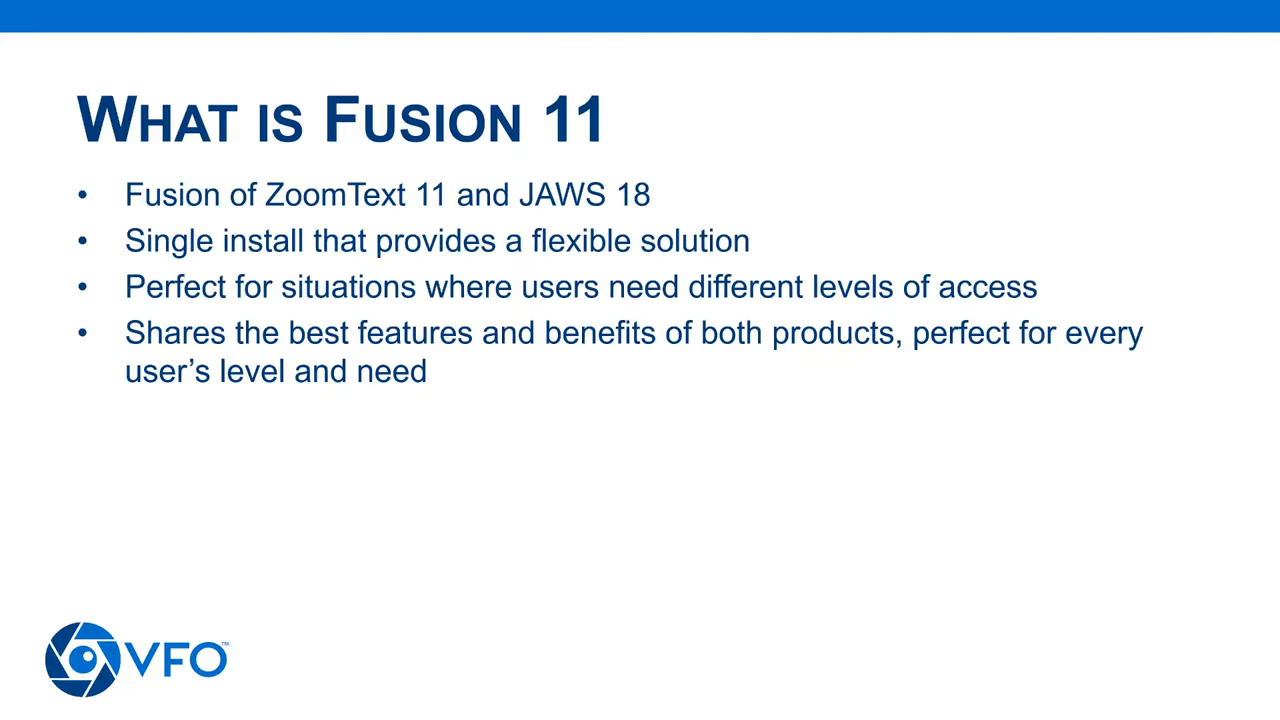 WHAT IS FUSION 11
• Fusion of ZoomText 11 and JAWS 18
• Single install that provides a flexible solution
• Perfect for situations where users need different levels of access
• Shares the best features and benefits of both products, perfect for every
user’s level and need
VFO™